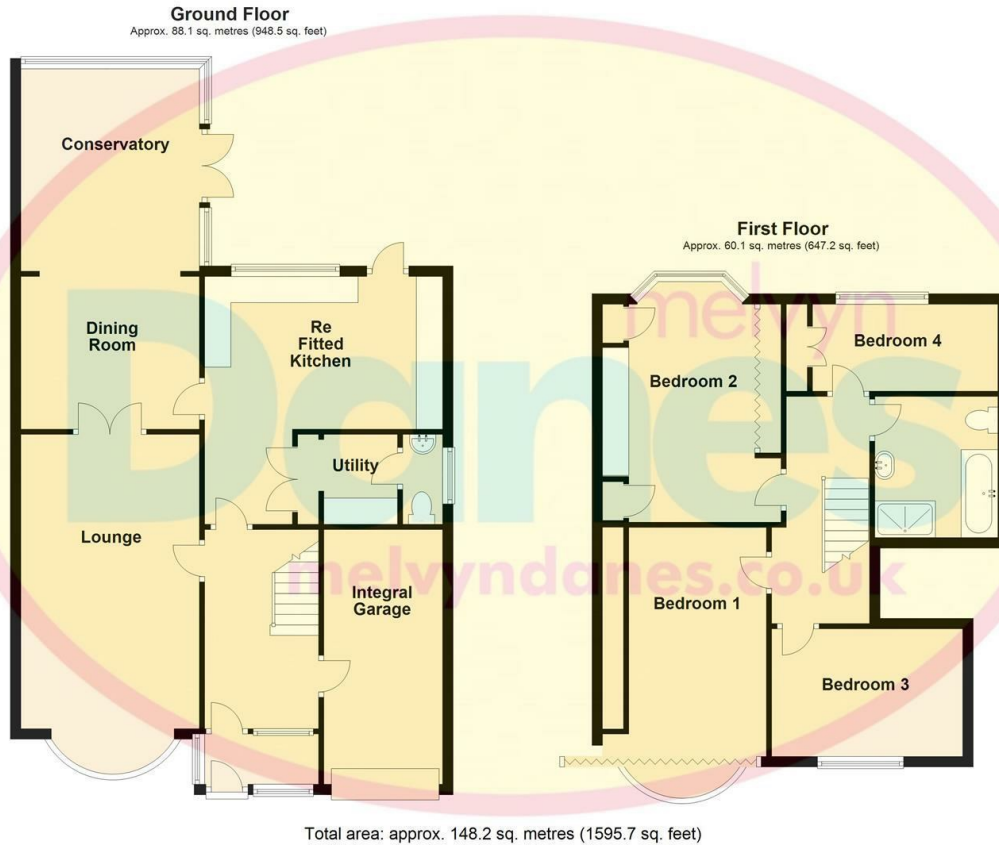 Ground Floor
Approx. 88.1 sq. metres (948.5 sq. feet)
Conservatory
Dining
Room
Re
Fitted
Kitchen
Utility
Lounge
Integral
Garage
First Floor
Approx. 60.1 sq. metres (647.2 sq. feet)
Bedroom 4
Bedroom 2
Bedroom 1
Bedroom 3
melvyn
Danes
melvyndanes.co.uk
Total area: approx. 148.2 sq. metres (1595.7 sq. feet)